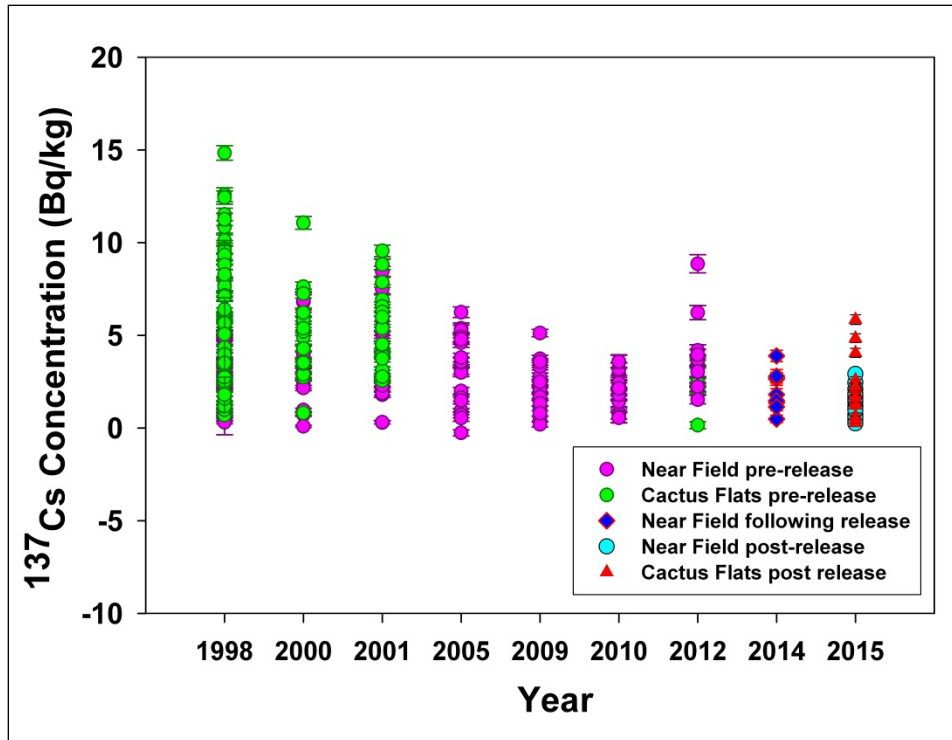 20
15
10
5
0
-5
-10
137Cs Concentration (Bq/kg)
Near Field pre-release
Cactus Flats pre-release
Near Field following release
Near Field post-release
Cactus Flats post release
1998 2000 2001 2005 2009 2010 2012 2014 2015
Year